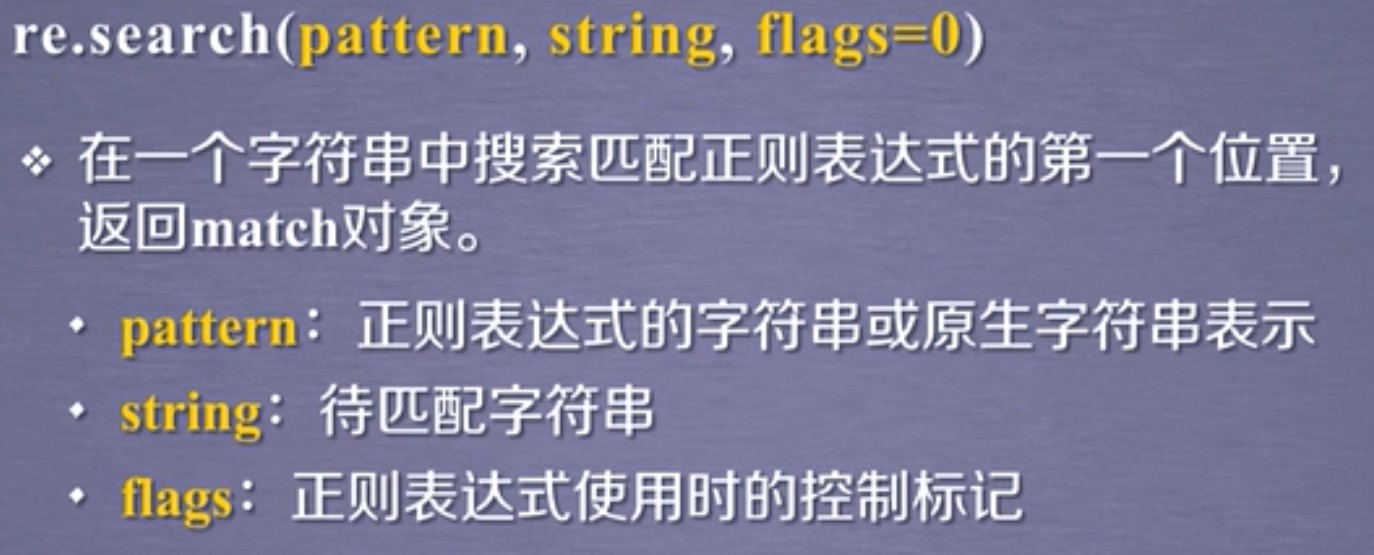 re.search(pattern, string, flags=0)
❖ 在一个字符串中搜索匹配正则表达式的第一个位置，
返回match对象。
• pattern： 正则表达式的字符串或原生字符串表示
• string： 待匹配字符串
• flags： 正则表达式使用时的控制标记